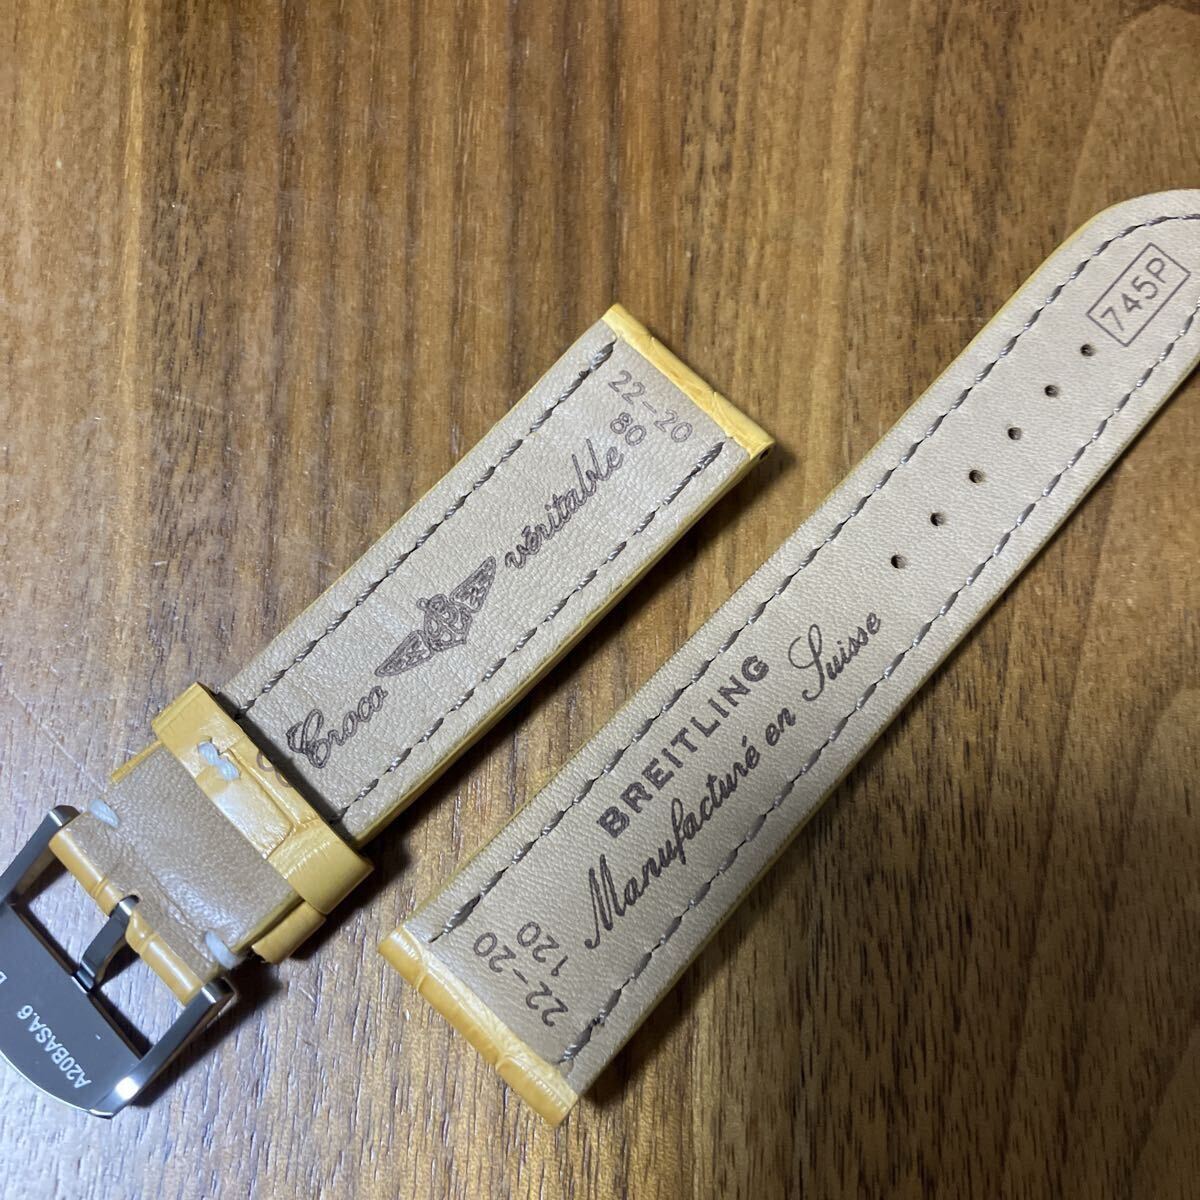 22-20
80
Croco véritable
A20BASA.6
745P
BREITLING
Manufacturé en Suisse
22-20
120